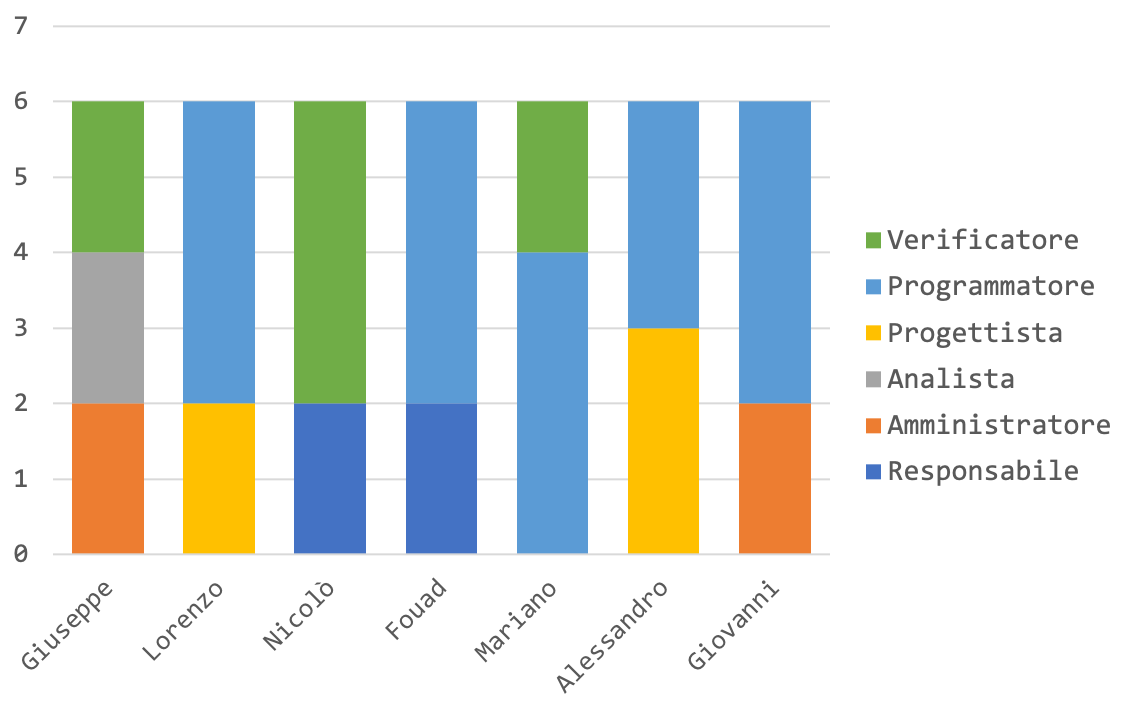 7
6
5
4
3
2
1
0
Giuseppe
Lorenzo
Nicolò
Fouad
Mariano
Alessandro
Giovanni
Verificatore
Programmatore
Progettista
Analista
Amministratore
Responsabile